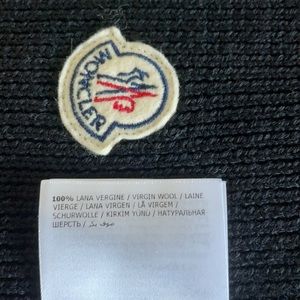 MONCLER
100% LANA VERGINE / VIRGIN WOOL / LAINE
VIERGE / LANA VIRGEN / LÃ VIRGEM /
SCHURWOLLE / KIRKIM YÜNÜ / НАТУРАЛЬНАЯ
ШЕРСТЬ / صوف بكر